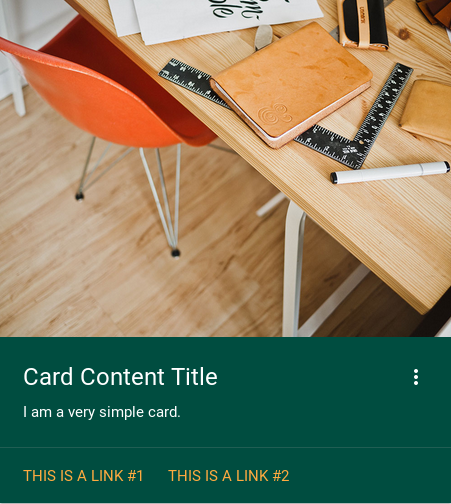 Card Content Title
I am a very simple card.
THIS IS A LINK #1 THIS IS A LINK #2